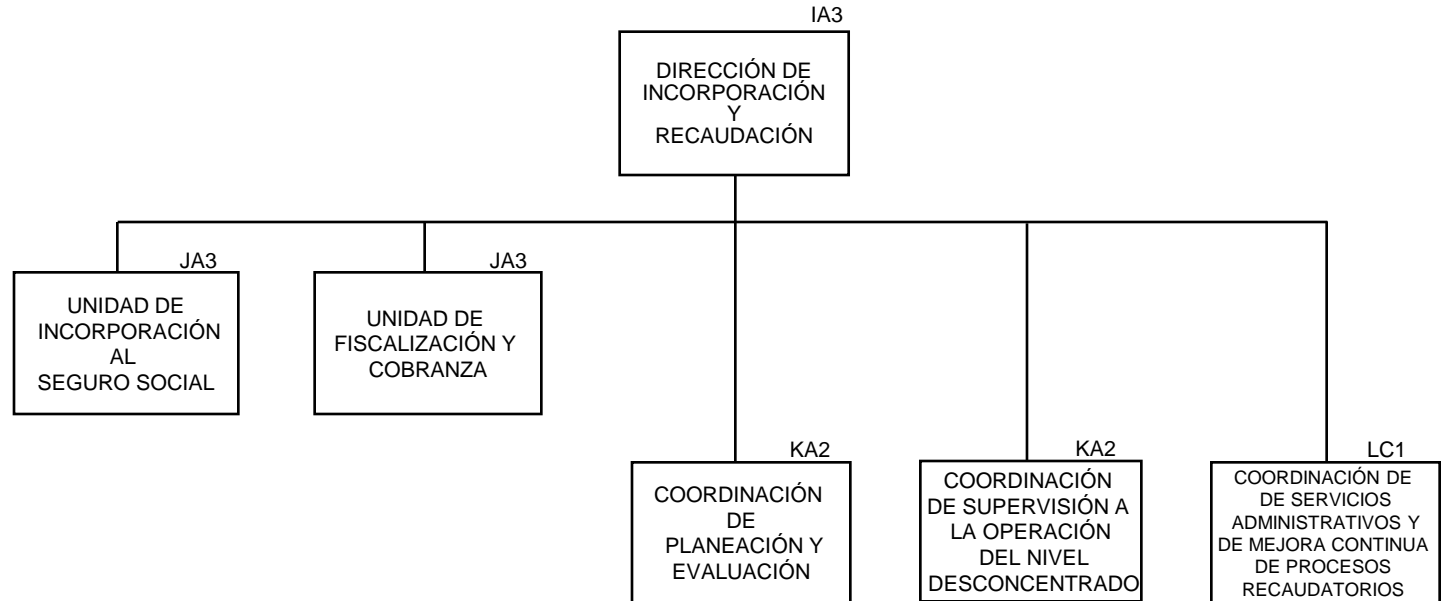 IA3
DIRECCIÓN DE
INCORPORACIÓN
Y
RECAUDACIÓN
JA3
UNIDAD DE
INCORPORACIÓN
AL
SEGURO SOCIAL
JA3
UNIDAD DE
FISCALIZACIÓN Y
COBRANZA
KA2
COORDINACIÓN
DE
PLANEACIÓN Y
EVALUACIÓN
KA2
COORDINACIÓN
DE SUPERVISIÓN A
LA OPERACIÓN
DEL NIVEL
DESCONCENTRADO
LC1
COORDINACIÓN DE
DE SERVICIOS
ADMINISTRATIVOS Y
DE MEJORA CONTINUA
DE PROCESOS
RECAUDATORIOS